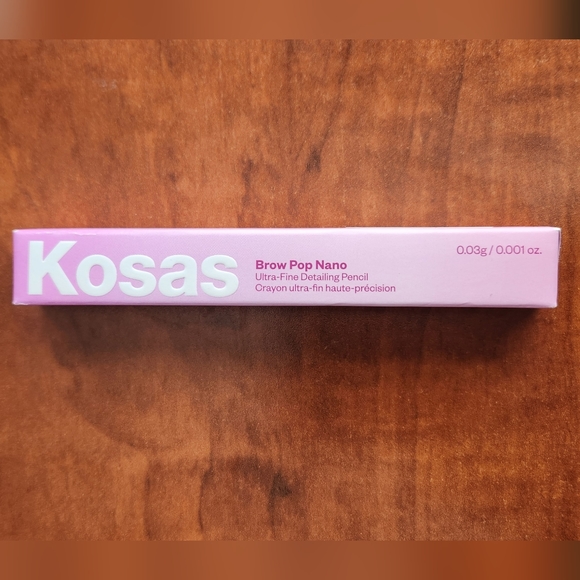 Kosas
Brow Pop Nano
Ultra-Fine Detailing Pencil
Crayon ultra-fin haute-précision
0.03g / 0.001 oz.